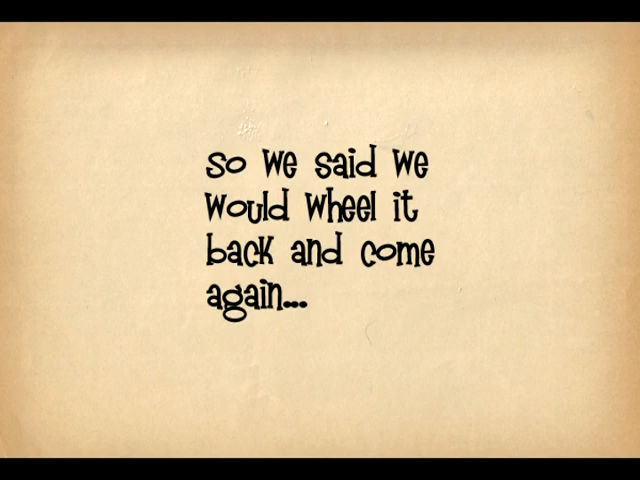 so we said we
would wheel it
back and come
again...